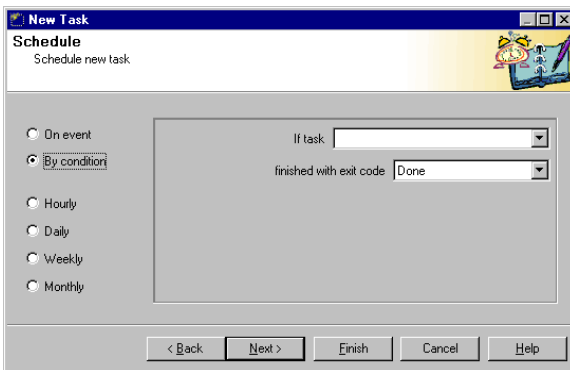 New Task
Schedule
Schedule new task
On event
If task
By condition
finished with exit code Done
Hourly
Daily
Weekly
Monthly
< Back Next > Finish Cancel Help